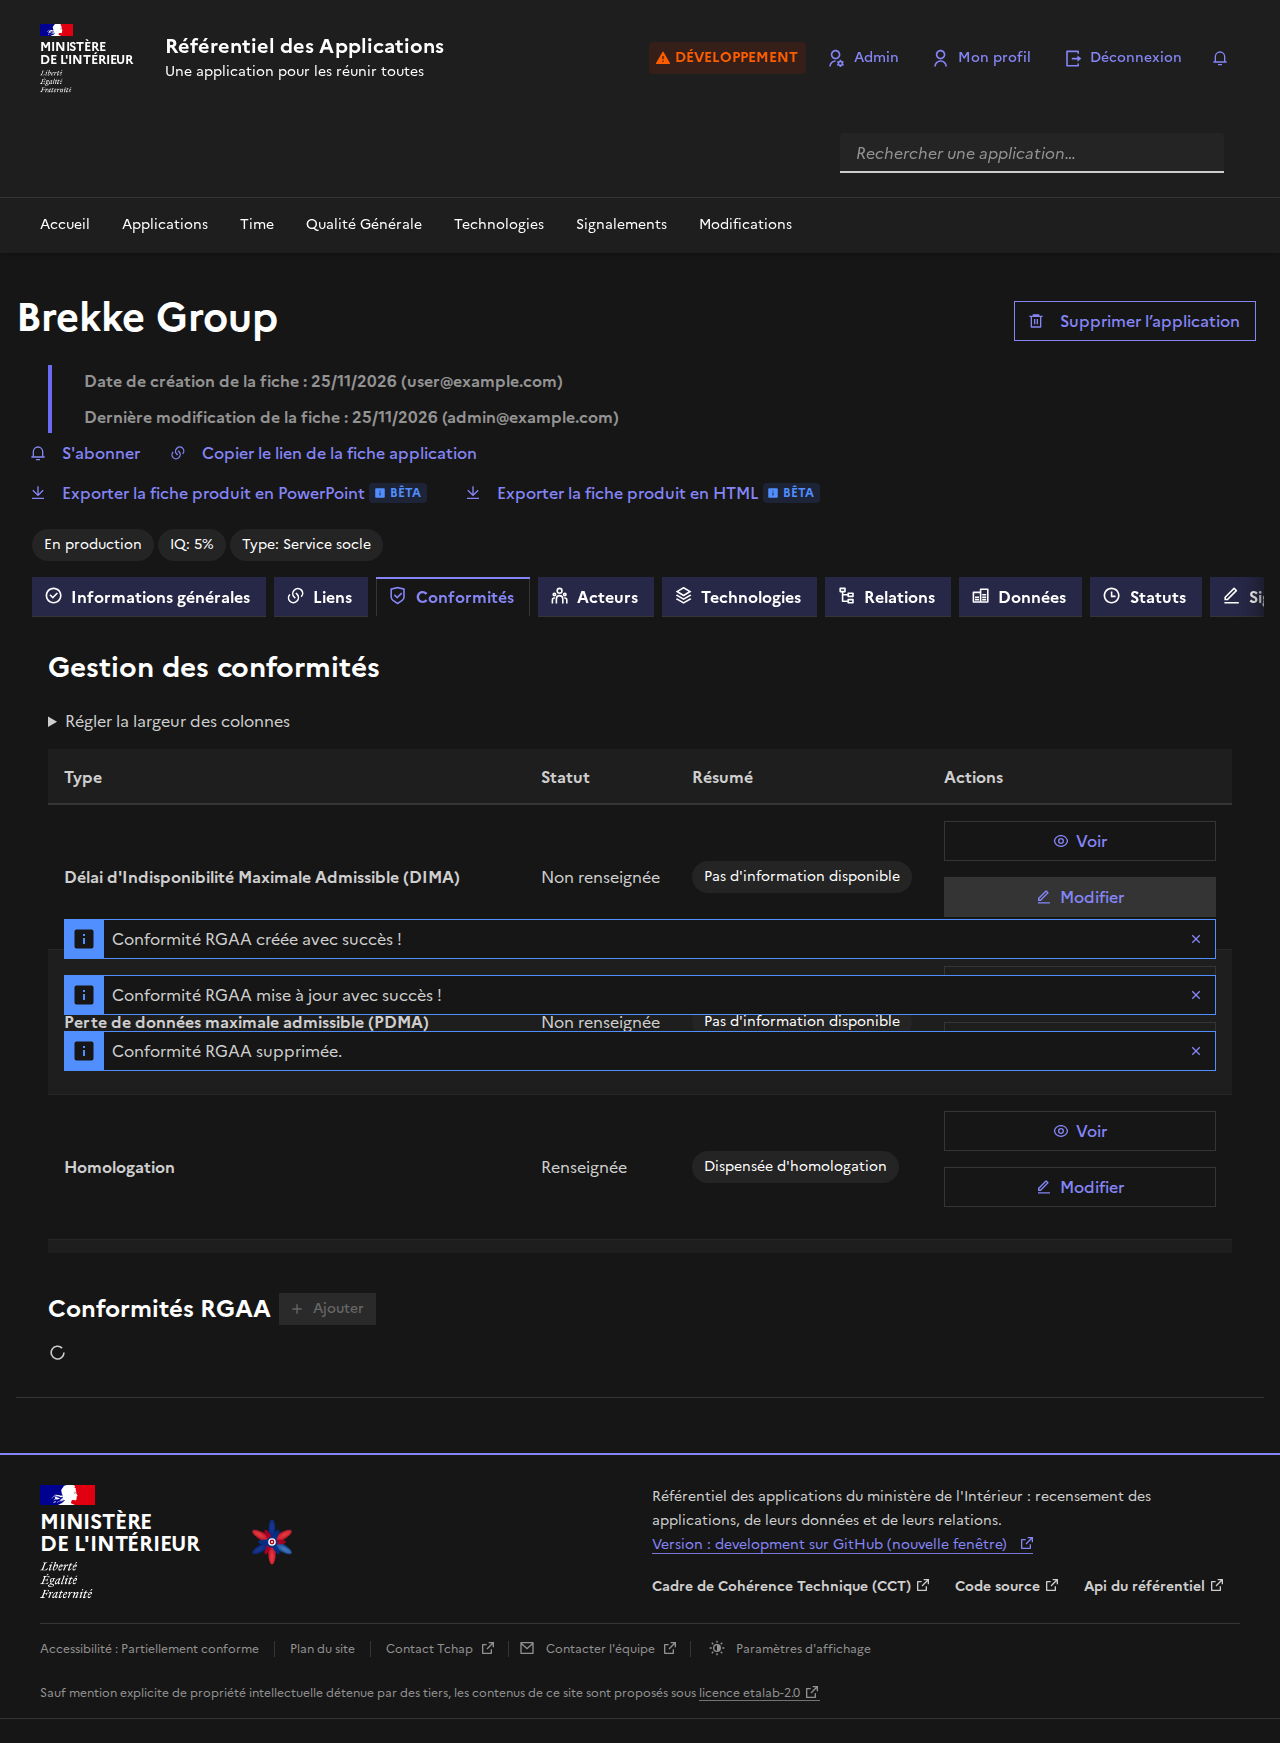 MINISTÈRE
DE L'INTÉRIEUR
Liberté
Égalité
Fraternité
Référentiel des Applications
Une application pour les réunir toutes
DÉVELOPPEMENT
Admin
Mon profil
Déconnexion
Rechercher une application…
Accueil
Applications
Time
Qualité Générale
Technologies
Signalements
Modifications
Brekke Group
Supprimer l’application
Date de création de la fiche : 25/11/2026 (user@example.com)
Dernière modification de la fiche : 25/11/2026 (admin@example.com)
S'abonner
Copier le lien de la fiche application
Exporter la fiche produit en PowerPoint
BÊTA
Exporter la fiche produit en HTML
BÊTA
En production
IQ: 5%
Type: Service socle
Informations générales
Liens
Conformités
Acteurs
Technologies
Relations
Données
Statuts
Gestion des conformités
Régler la largeur des colonnes
Type
Statut
Résumé
Actions
Délai d'Indisponibilité Maximale Admissible (DIMA)
Non renseignée
Pas d'information disponible
Voir
Modifier
Conformité RGAA créée avec succès !
Conformité RGAA mise à jour avec succès !
Perte de données maximale admissible (PDMA)
Non renseignée
Pas d'information disponible
Conformité RGAA supprimée.
Homologation
Renseignée
Dispensée d'homologation
Voir
Modifier
Conformités RGAA
Ajouter
MINISTÈRE
DE L'INTÉRIEUR
Liberté
Égalité
Fraternité
Référentiel des applications du ministère de l'Intérieur : recensement des
applications, de leurs données et de leurs relations.
Version : development sur GitHub (nouvelle fenêtre)
Cadre de Cohérence Technique (CCT)
Code source
Api du référentiel
Accessibilité : Partiellement conforme
Plan du site
Contact Tchap
Contacter l'équipe
Paramètres d'affichage
Sauf mention explicite de propriété intellectuelle détenue par des tiers, les contenus de ce site sont proposés sous licence etalab-2.0